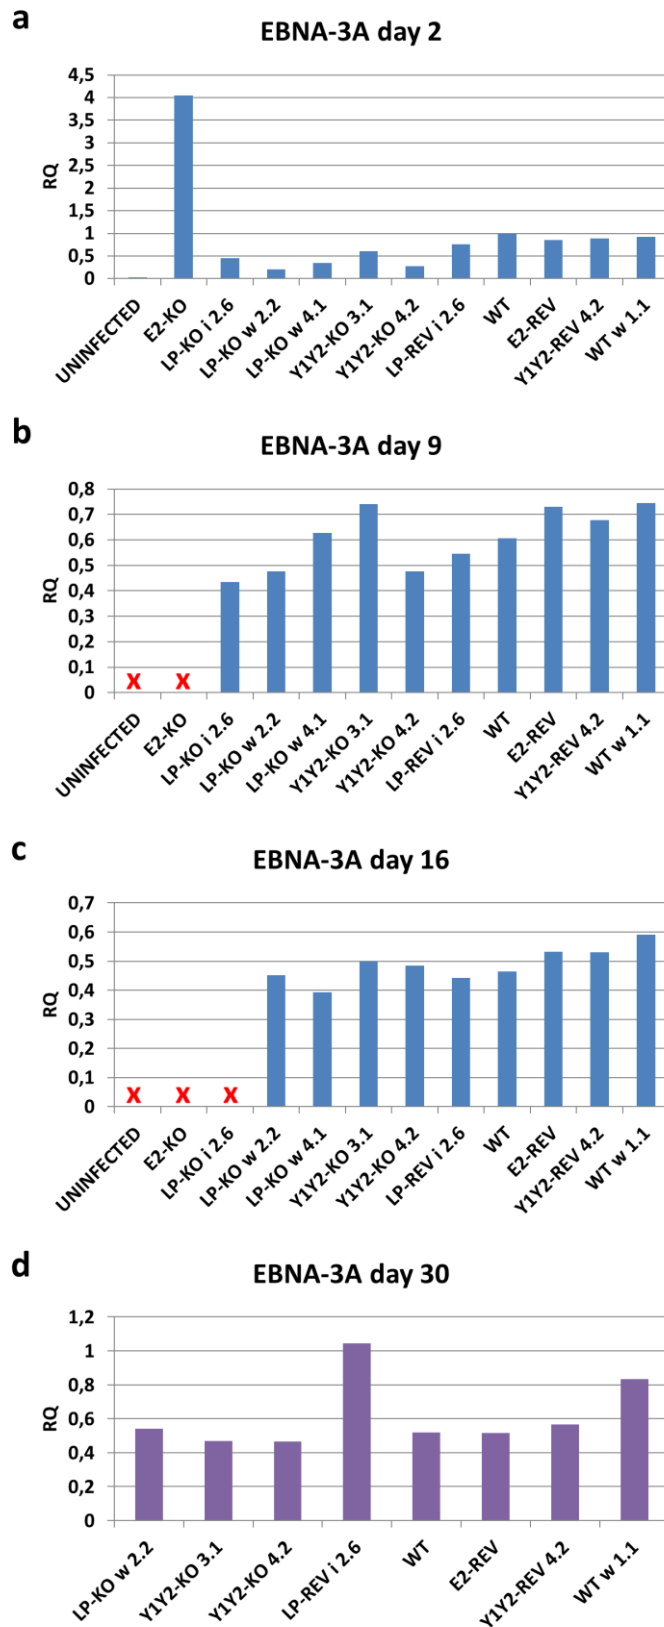 a
EBNA-3A day 2
4,5
4
3,5
3
2,5
2
1,5
1
0,5
0
RQ
UNINFECTED
E2-KO
LP-KO i 2.6
LP-KO w 2.2
LP-KO w 4.1
Y1Y2-KO 3.1
Y1Y2-KO 4.2
LP-REV i 2.6
WT
E2-REV
Y1Y2-REV 4.2
WT w 1.1
b
EBNA-3A day 9
0,8
0,7
0,6
0,5
0,4
0,3
0,2
0,1
0
RQ
X X
UNINFECTED
E2-KO
LP-KO i 2.6
LP-KO w 2.2
LP-KO w 4.1
Y1Y2-KO 3.1
Y1Y2-KO 4.2
LP-REV i 2.6
WT
E2-REV
Y1Y2-REV 4.2
WT w 1.1
c
EBNA-3A day 16
0,7
0,6
0,5
0,4
0,3
0,2
0,1
0
RQ
X X X
UNINFECTED
E2-KO
LP-KO i 2.6
LP-KO w 2.2
LP-KO w 4.1
Y1Y2-KO 3.1
Y1Y2-KO 4.2
LP-REV i 2.6
WT
E2-REV
Y1Y2-REV 4.2
WT w 1.1
d
EBNA-3A day 30
1,2
1
0,8
0,6
0,4
0,2
0
RQ
LP-KO w 2.2
Y1Y2-KO 3.1
Y1Y2-KO 4.2
LP-REV i 2.6
WT
E2-REV
Y1Y2-REV 4.2
WT w 1.1